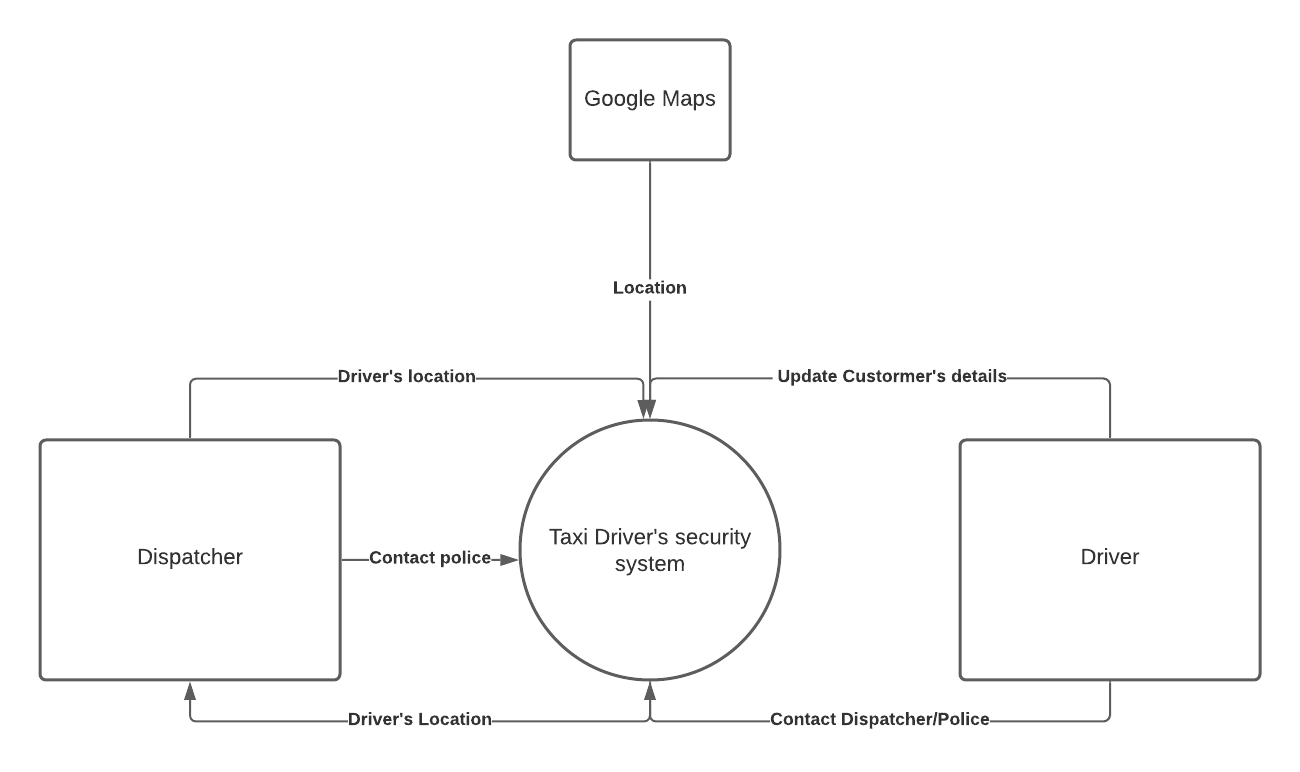 Google Maps
Location
Driver's location
Update Custormer's details
Taxi Driver's security
system
Dispatcher
Contact police
Driver
Driver's Location
Contact Dispatcher/Police